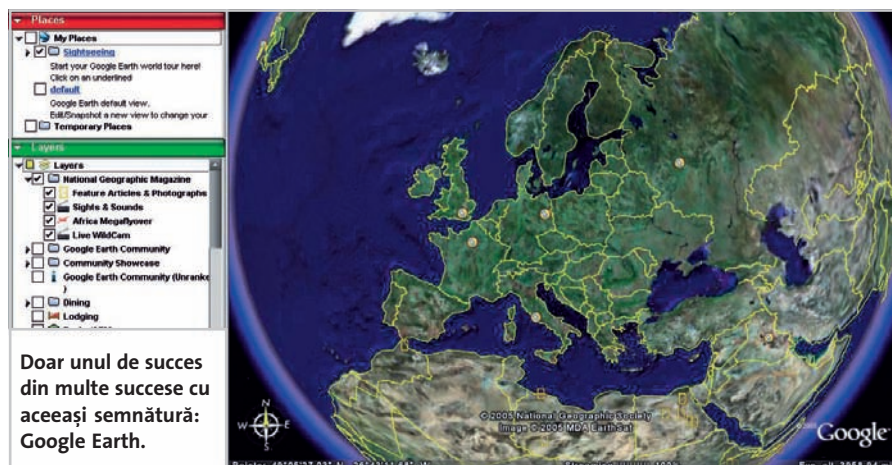 Places
My Places
Sightseeing
Start your Google Earth world tour here!
Click on an underlined
default
Google Earth default view.
Edit/Snapshot a new view to change your
Temporary Places
Layers
Layers
National Geographic Magazine
Feature Articles & Photographs
Sights & Sounds
Africa Megaflyover
Live WildCam
Google Earth Community
Community Showcase
Google Earth Community (Unranke
)
Dining
Lodging
Doar unul de succes
din multe succese cu
aceeași semnătură:
Google Earth.
N
W E
S
© 2005 National Geographic Society
Image © 2005 MDA EarthSat
©2005 Google